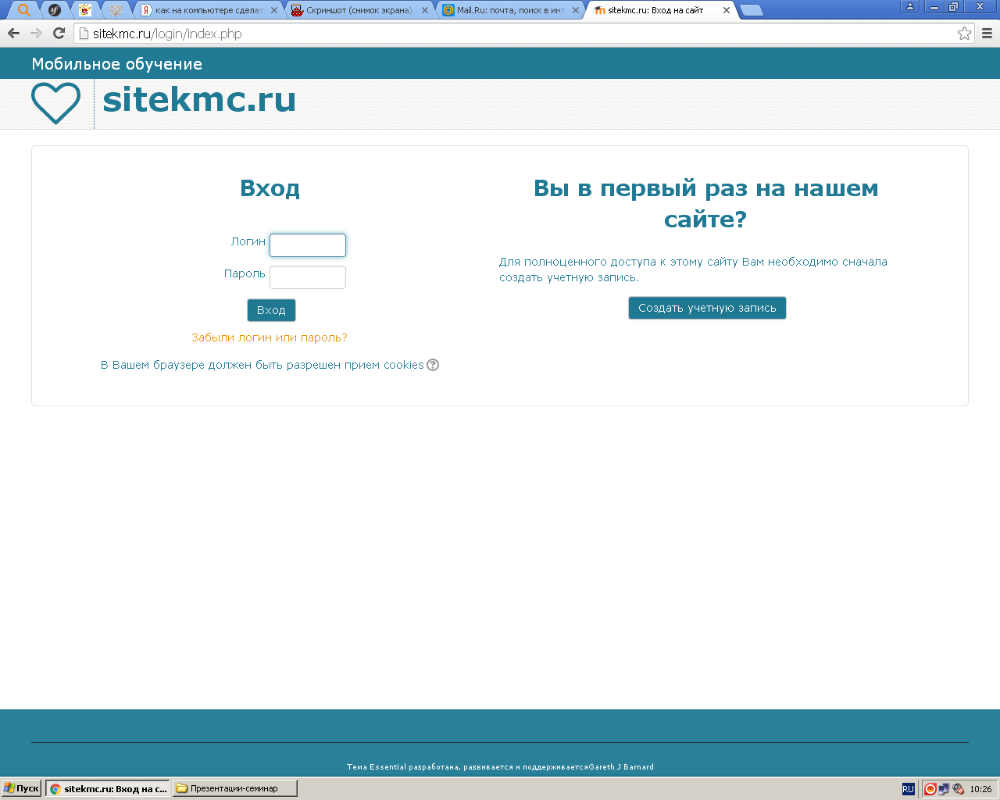 как на компьютере сделат
Скриншот (снимок экрана)
Mail.Ru: почта, поиск в инт
sitekmc.ru: Вход на сайт
sitekmc.ru/login/index.php
Мобильное обучение
sitekmc.ru
Вход
Логин
Пароль
Вход
Забыли логин или пароль?
В Вашем браузере должен быть разрешен прием cookies
Вы в первый раз на нашем
сайте?
Для полноценного доступа к этому сайту Вам необходимо сначала
создать учетную запись.
Создать учетную запись
Тема Essential разработана, развивается и поддерживаетсяGareth J Barnard
Пуск
sitekmc.ru: Вход на с...
Презентации-семинар
RU
10:26